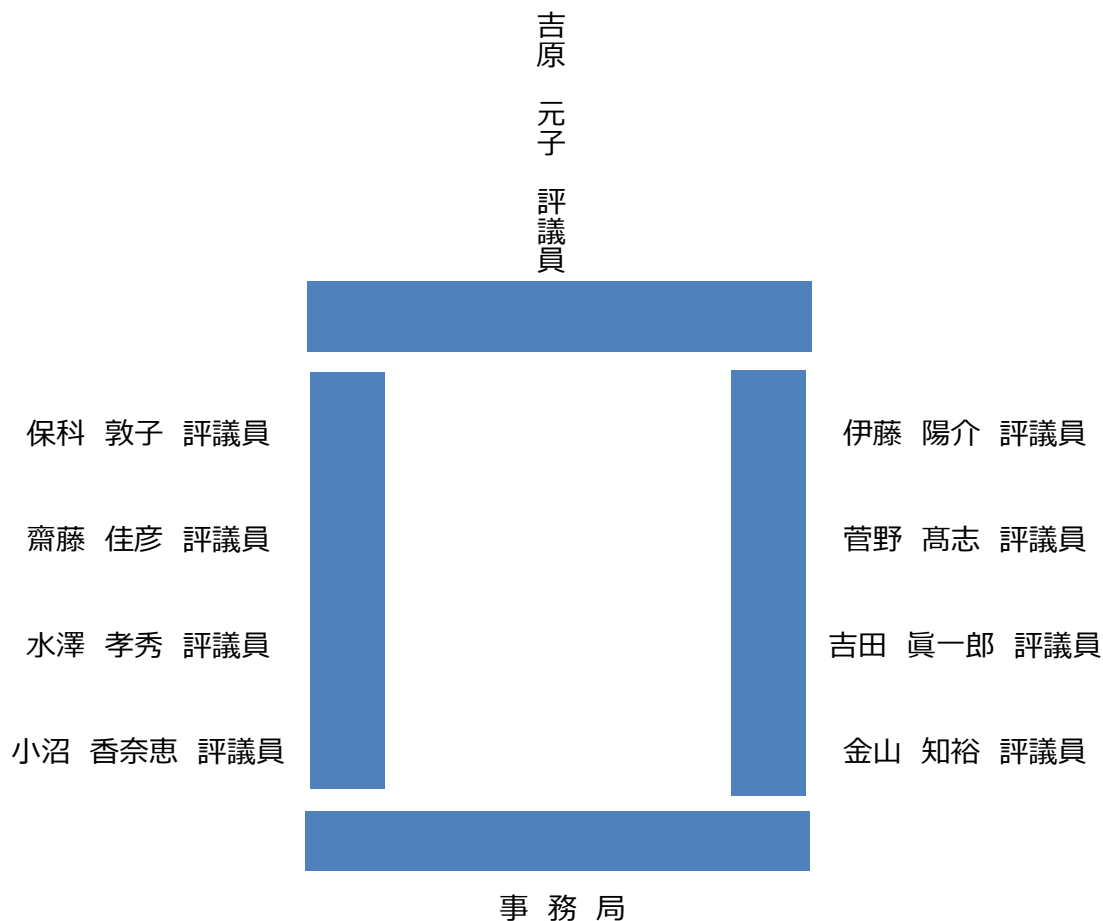 吉原 元子 評議員
保科 敦子 評議員
伊藤 陽介 評議員
齋藤 佳彦 評議員
菅野 髙志 評議員
水澤 孝秀 評議員
吉田 眞一郎 評議員
小沼 香奈恵 評議員
金山 知裕 評議員
事 務 局